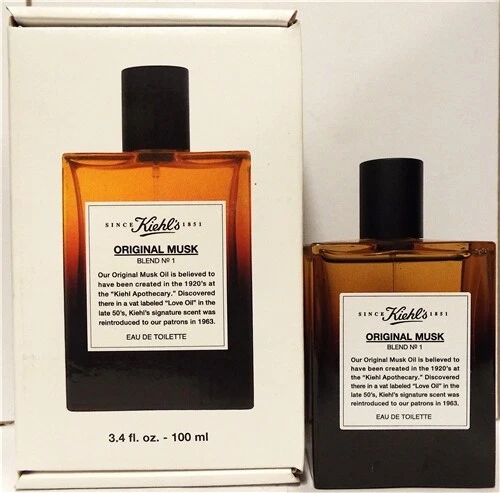 SINCE Kiehl's 1851
ORIGINAL MUSK
BLEND Nº 1
Our Original Musk Oil is believed to
have been created in the 1920's at
the "Kiehl Apothecary." Discovered
there in a vat labeled "Love Oil" in the
late 50's, Kiehl's signature scent was
reintroduced to our patrons in 1963.
EAU DE TOILETTE
3.4 fl. oz. - 100 ml
SINCE Kiehl's 1851
ORIGINAL MUSK
BLEND Nº 1
Our Original Musk Oil is believed to
have been created in the 1920's at
the "Kiehl Apothecary." Discovered
there in a vat labeled "Love Oil" in the
late 50's, Kiehl's signature scent was
reintroduced to our patrons in 1963.
EAU DE TOILETTE